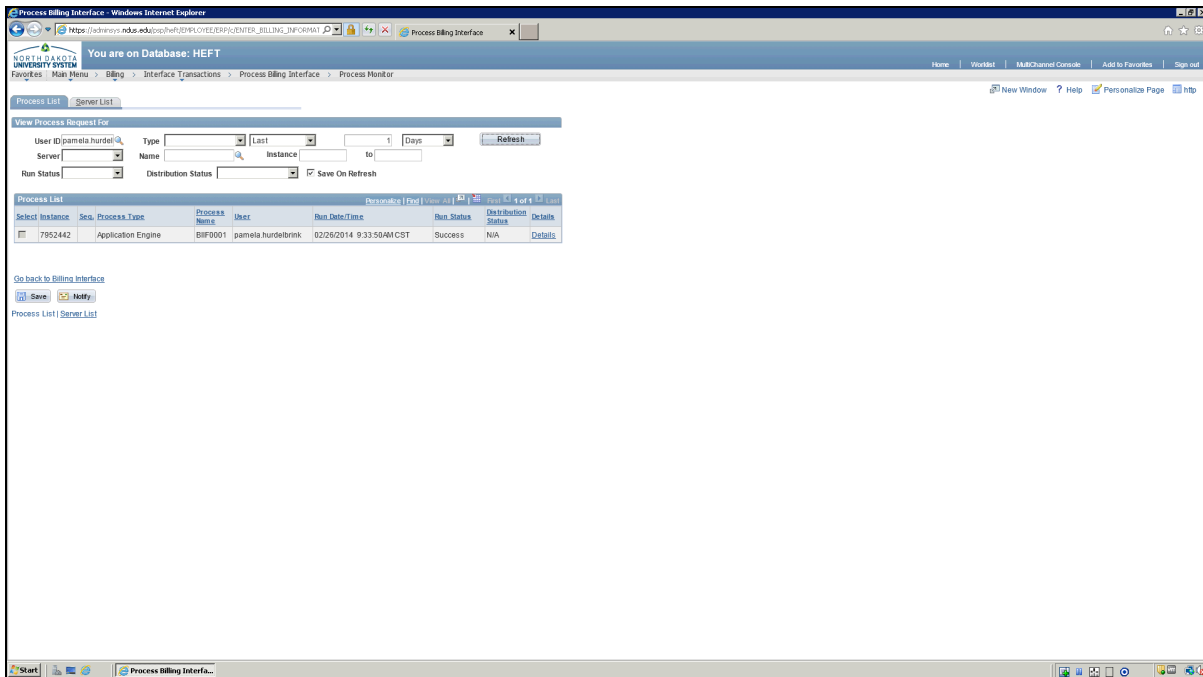 Process Billing Interface - Windows Internet Explorer
https://adminsys.ndus.edu/psp/heft/EMPLOYEE/ERP/c/ENTER_BILLING_INFORMAT
Process Billing Interface
NORTH DAKOTA
UNIVERSITY SYSTEM
You are on Database: HEFT
Home | Worklist | MultiChannel Console | Add to Favorites | Sign out
Favorites Main Menu > Billing > Interface Transactions > Process Billing Interface > Process Monitor
New Window ? Help Personalize Page http
Process List Server List
View Process Request For
User ID pamela.hurdel Type Last 1 Days Refresh
Server Name Instance to
Run Status Distribution Status Save On Refresh
Process List Personalize | Find | View All | First 1 of 1 Last
Select Instance Seq. Process Type Process Name User Run Date/Time Run Status Distribution Status Details
7952442 Application Engine BIIF0001 pamela.hurdelbrink 02/26/2014 9:33:50AM CST Success N/A Details
Go back to Billing Interface
Save Notify
Process List | Server List
Start Process Billing Interfa...